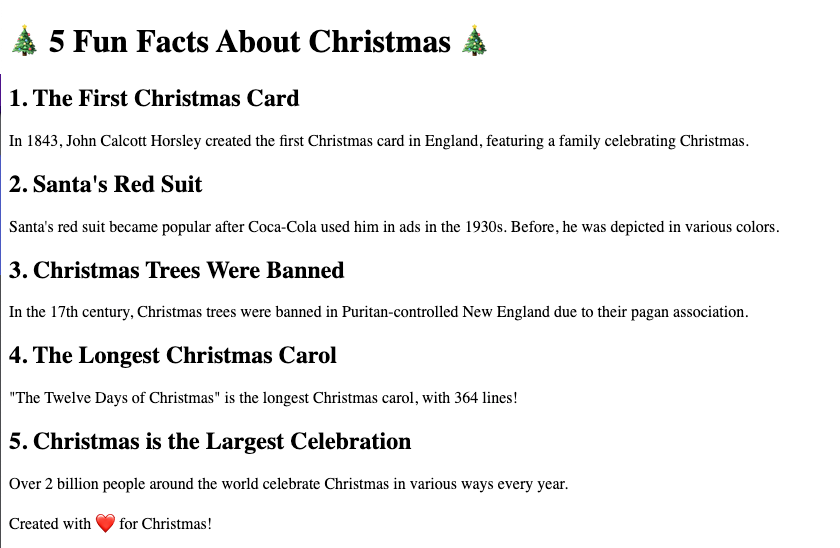 🎄 5 Fun Facts About Christmas 🎄
1. The First Christmas Card
In 1843, John Calcott Horsley created the first Christmas card in England, featuring a family celebrating Christmas.
2. Santa's Red Suit
Santa's red suit became popular after Coca-Cola used him in ads in the 1930s. Before, he was depicted in various colors.
3. Christmas Trees Were Banned
In the 17th century, Christmas trees were banned in Puritan-controlled New England due to their pagan association.
4. The Longest Christmas Carol
"The Twelve Days of Christmas" is the longest Christmas carol, with 364 lines!
5. Christmas is the Largest Celebration
Over 2 billion people around the world celebrate Christmas in various ways every year.
Created with ❤️ for Christmas!